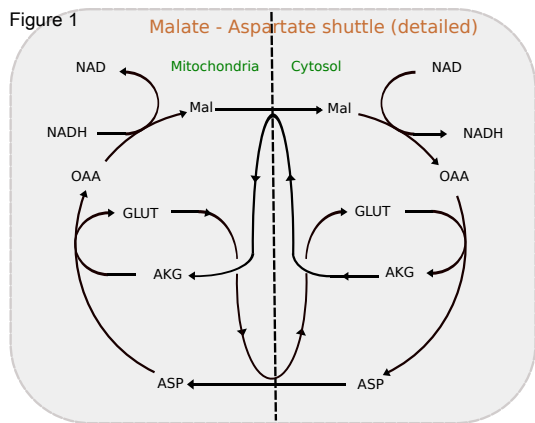 Figure 1
Malate - Aspartate shuttle (detailed)
Mitochondria Cytosol
NAD NAD
Mal Mal
NADH NADH
OAA OAA
GLUT GLUT
AKG AKG
ASP ASP